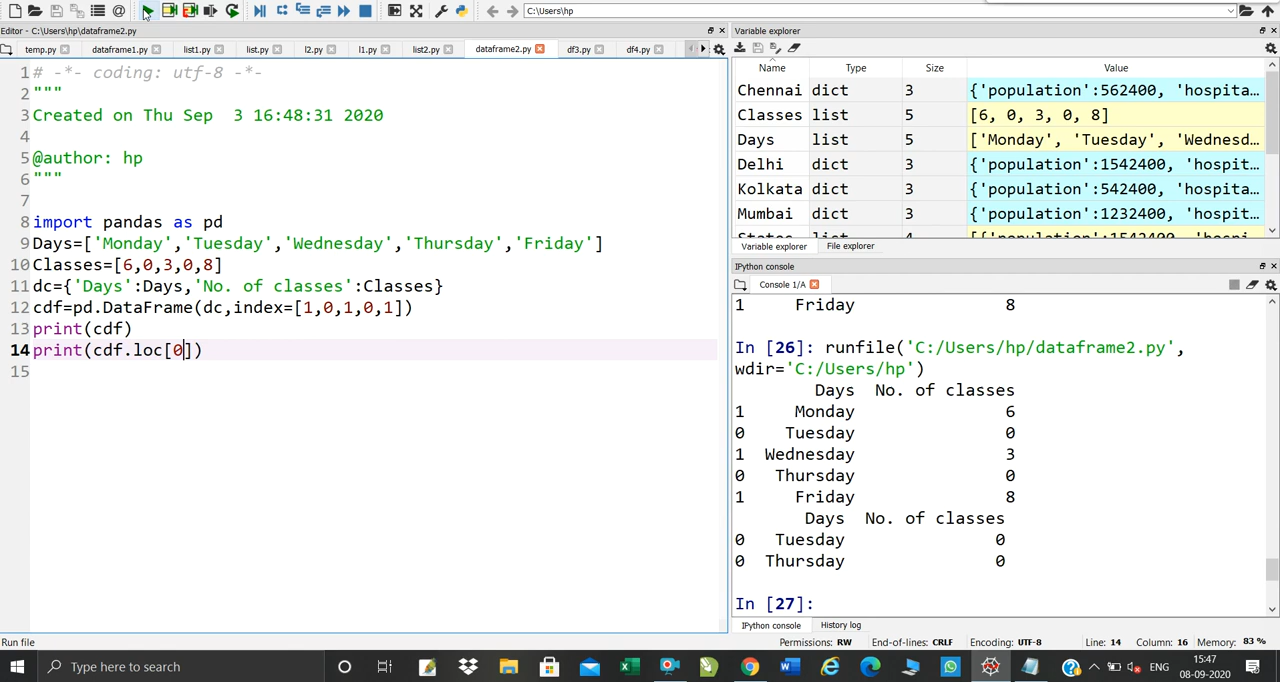 C:\Users\hp
Editor - C:\Users\hp\dataframe2.py
temp.py
dataframe1.py
list1.py
list.py
l2.py
l1.py
list2.py
dataframe2.py
df3.py
df4.py
1 # -*- coding: utf-8 -*-
2 """
3 Created on Thu Sep  3 16:48:31 2020
4
5 @author: hp
6 """
7
8 import pandas as pd
9 Days=['Monday','Tuesday','Wednesday','Thursday','Friday']
10 Classes=[6,0,3,0,8]
11 dc={'Days':Days,'No. of classes':Classes}
12 cdf=pd.DataFrame(dc,index=[1,0,1,0,1])
13 print(cdf)
14 print(cdf.loc[0])
15
Variable explorer
Name Type Size Value
Chennai dict 3 {'population':562400, 'hospita…
Classes list 5 [6, 0, 3, 0, 8]
Days list 5 ['Monday', 'Tuesday', 'Wednesd…
Delhi dict 3 {'population':1542400, 'hospit…
Kolkata dict 3 {'population':542400, 'hospita…
Mumbai dict 3 {'population':1232400, 'hospit…
Variable explorer File explorer
IPython console
Console 1/A
1 Friday 8
In [26]: runfile('C:/Users/hp/dataframe2.py',
wdir='C:/Users/hp')
Days No. of classes
1 Monday 6
0 Tuesday 0
1 Wednesday 3
0 Thursday 0
1 Friday 8
Days No. of classes
0 Tuesday 0
0 Thursday 0
In [27]:
IPython console History log
Run file
Permissions: RW End-of-lines: CRLF Encoding: UTF-8 Line: 14 Column: 16 Memory: 83 %
Type here to search
ENG
15:47
08-09-2020